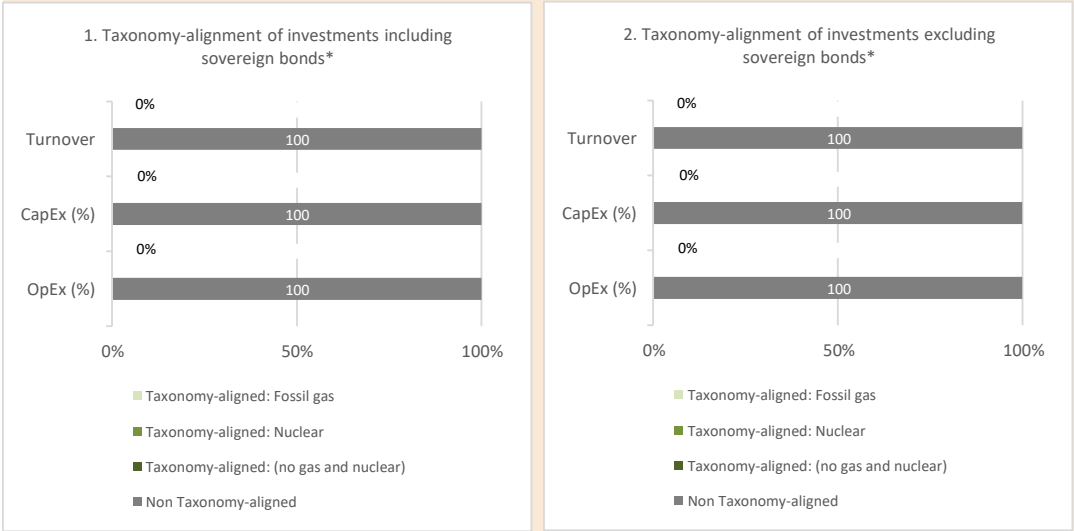 1. Taxonomy-alignment of investments including
sovereign bonds*
0%
Turnover
100
0%
CapEx (%)
100
0%
OpEx (%)
100
0%
50%
100%
Taxonomy-aligned: Fossil gas
Taxonomy-aligned: Nuclear
Taxonomy-aligned: (no gas and nuclear)
Non Taxonomy-aligned
2. Taxonomy-alignment of investments excluding
sovereign bonds*
0%
Turnover
100
0%
CapEx (%)
100
0%
OpEx (%)
100
0%
50%
100%
Taxonomy-aligned: Fossil gas
Taxonomy-aligned: Nuclear
Taxonomy-aligned: (no gas and nuclear)
Non Taxonomy-aligned